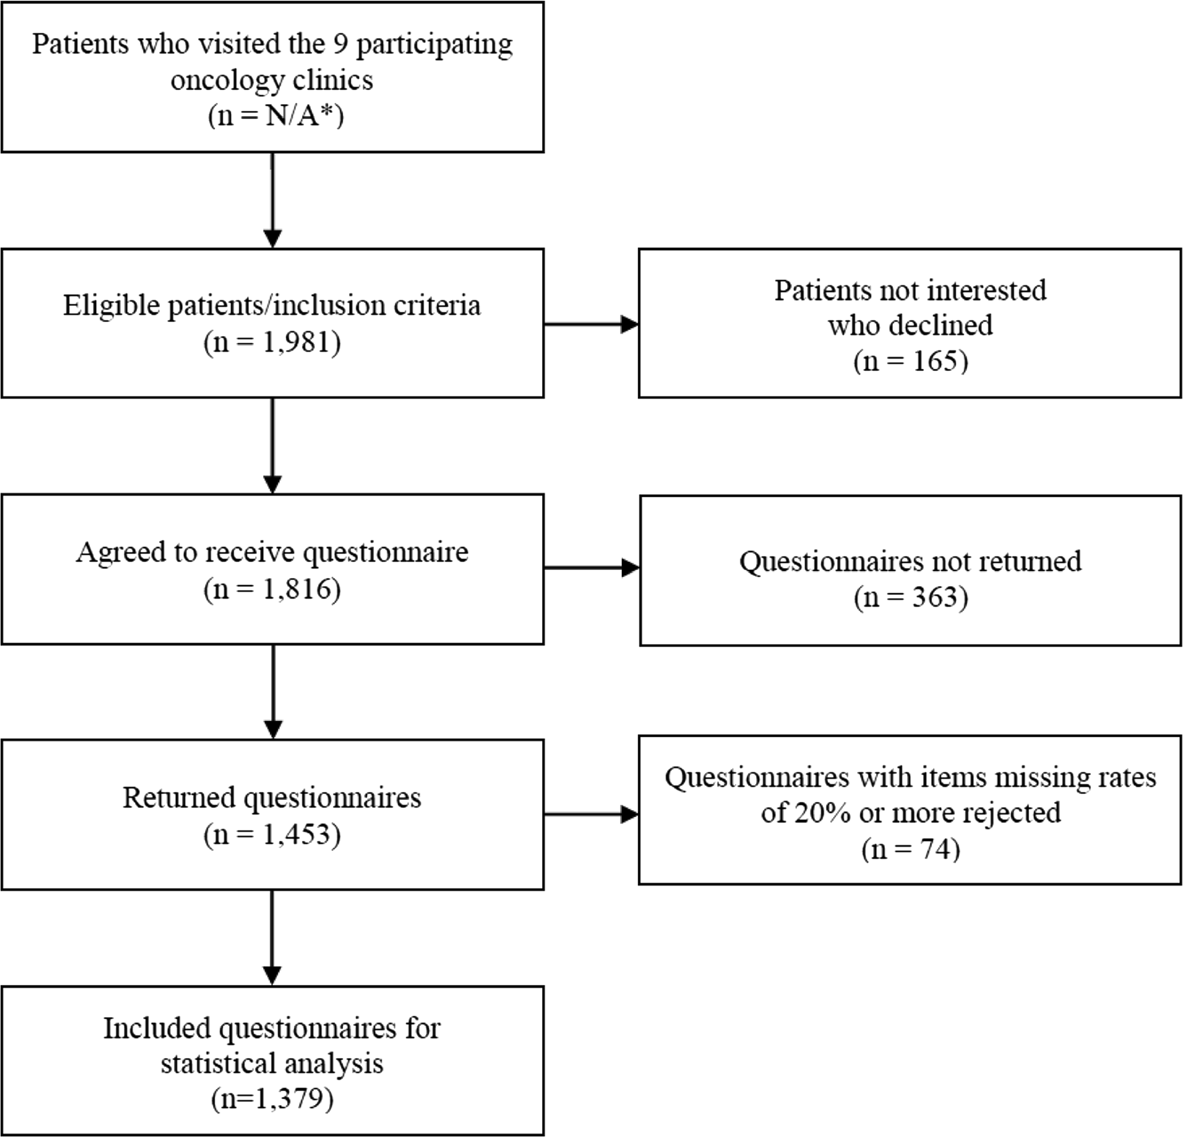 Patients who visited the 9 participating
oncology clinics
(n = N/A*)
Eligible patients/inclusion criteria
(n = 1,981)
Patients not interested
who declined
(n = 165)
Agreed to receive questionnaire
(n = 1,816)
Questionnaires not returned
(n = 363)
Returned questionnaires
(n = 1,453)
Questionnaires with items missing rates
of 20% or more rejected
(n = 74)
Included questionnaires for
statistical analysis
(n=1,379)